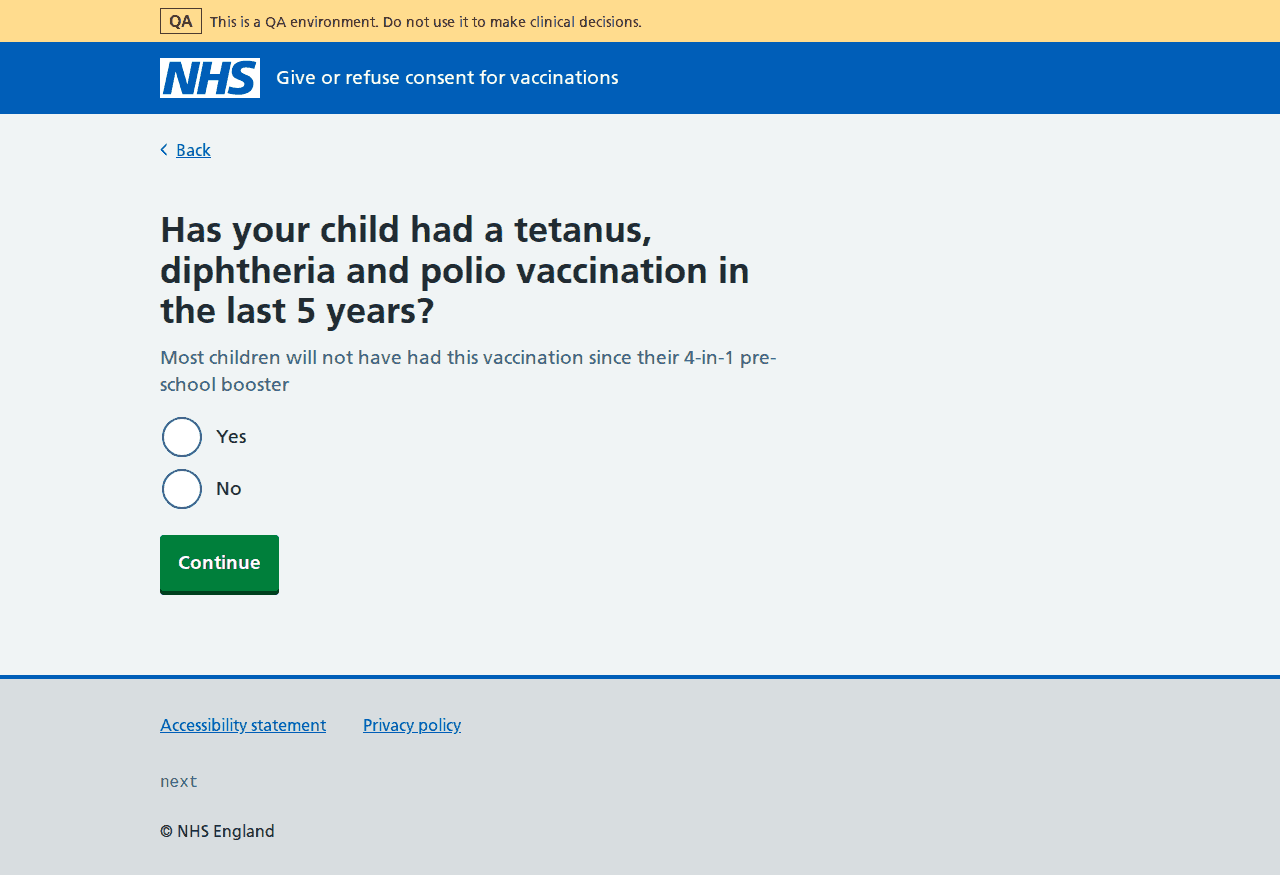 QA This is a QA environment. Do not use it to make clinical decisions.
NHS Give or refuse consent for vaccinations
Back
Has your child had a tetanus,
diphtheria and polio vaccination in
the last 5 years?
Most children will not have had this vaccination since their 4-in-1 pre-
school booster
Yes
No
Continue
Accessibility statement Privacy policy
next
© NHS England